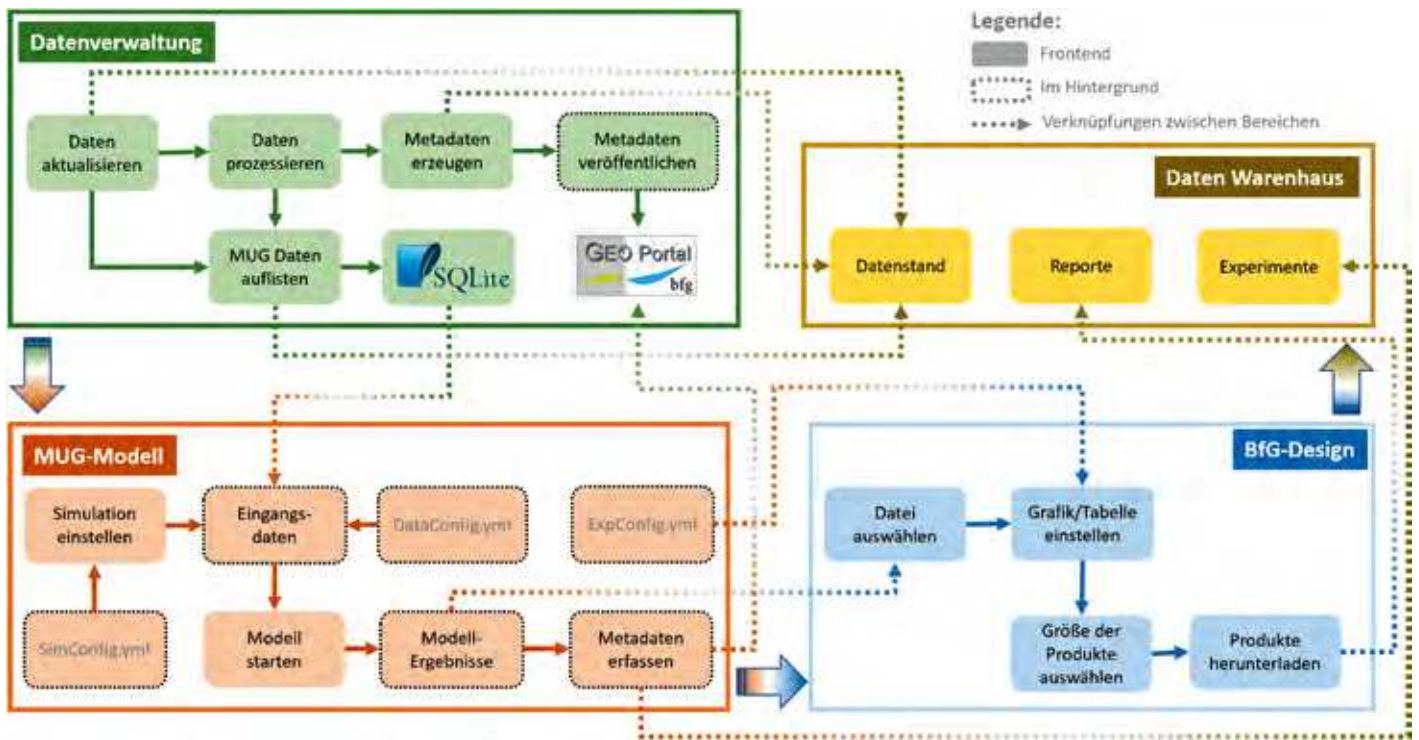 Datenverwaltung
Legende:
Frontend
Im Hintergrund
Verknüpfungen zwischen Bereichen
Daten
aktualisieren
Daten
prozessieren
Metadaten
erzeugen
Metadaten
veröffentlichen
MUG Daten
auflisten
SQLite
GEO Portal
bfg
Daten Warenhaus
Datenstand
Reporte
Experimente
MUG-Modell
Simulation
einstellen
Eingangs-
daten
DataConfig.yml
ExpConfig.yml
SimConfig.yml
Modell
starten
Modell-
Ergebnisse
Metadaten
erfassen
BfG-Design
Datei
auswählen
Grafik/Tabelle
einstellen
Größe der
Produkte
auswählen
Produkte
herunterladen